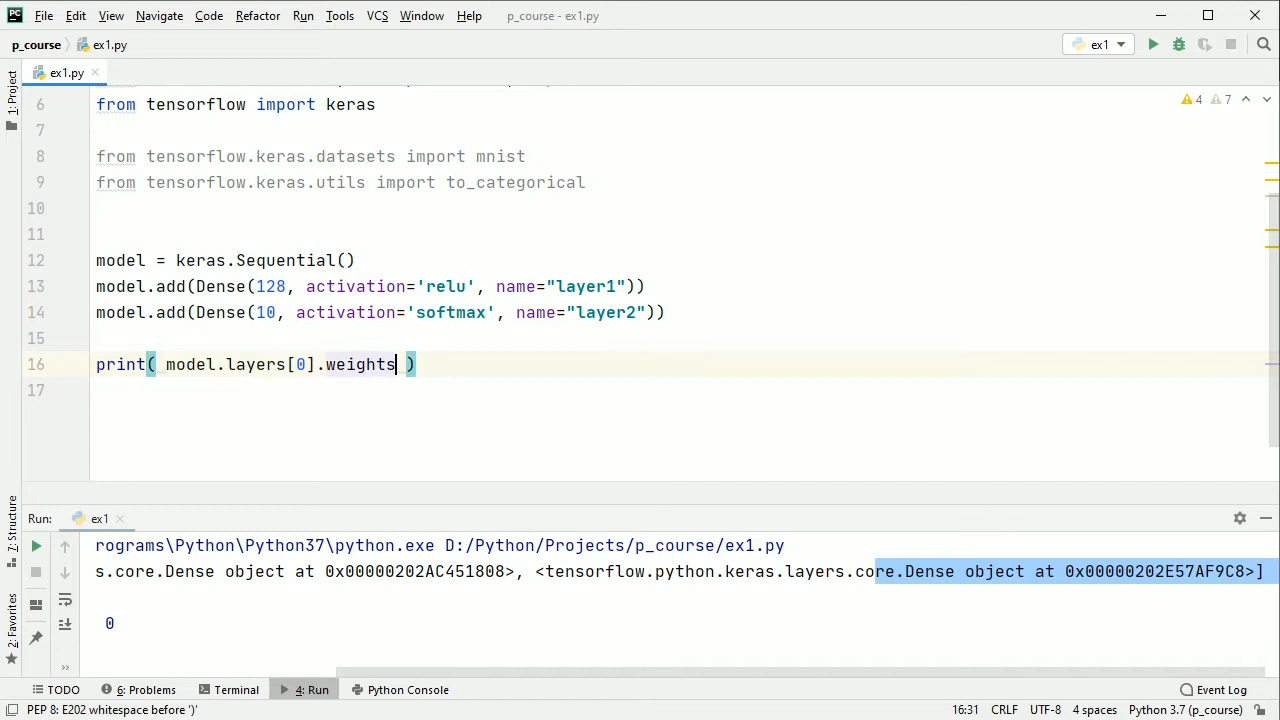 PC File Edit View Navigate Code Refactor Run Tools VCS Window Help p_course - ex1.py
p_course ex1.py ex1
ex1.py
1: Project
6 from tensorflow import keras
4 7
7
8 from tensorflow.keras.datasets import mnist
9 from tensorflow.keras.utils import to_categorical
10
11
12 model = keras.Sequential()
13 model.add(Dense(128, activation='relu', name="layer1"))
14 model.add(Dense(10, activation='softmax', name="layer2"))
15
16 print( model.layers[0].weights )
17
7: Structure
2: Favorites
Run: ex1
rograms\Python\Python37\python.exe D:/Python/Projects/p_course/ex1.py
s.core.Dense object at 0x00000202AC451808>, <tensorflow.python.keras.layers.core.Dense object at 0x00000202E57AF9C8>]
0
TODO 6: Problems Terminal 4: Run Python Console Event Log
PEP 8: E202 whitespace before ')' 16:31 CRLF UTF-8 4 spaces Python 3.7 (p_course)